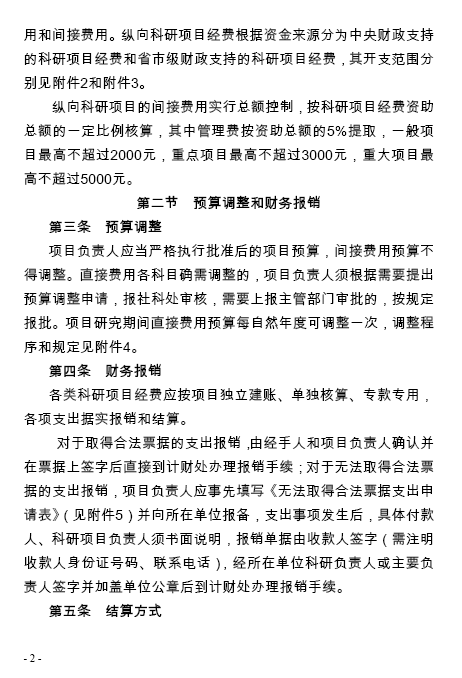 用和间接费用。纵向科研项目经费根据资金来源分为中央财政支持
的科研项目经费和省市级财政支持的科研项目经费，其开支范围分
别见附件2和附件3。
纵向科研项目的间接费用实行总额控制，按科研项目经费资助
总额的一定比例核算，其中管理费按资助总额的5%提取，一般项
目最高不超过2000元，重点项目最高不超过3000元，重大项目最
高不超过5000元。
第二节 预算调整和财务报销
第三条 预算调整
项目负责人应当严格执行批准后的项目预算，间接费用预算不
得调整。直接费用各科目确需调整的，项目负责人须根据需要提出
预算调整申请，报社科处审核，需要上报主管部门审批的，按规定
报批。项目研究期间直接费用预算每自然年度可调整一次，调整程
序和规定见附件4。
第四条 财务报销
各类科研项目经费应按项目独立建账、单独核算、专款专用，
各项支出据实报销和结算。
对于取得合法票据的支出报销，由经手人和项目负责人确认并
在票据上签字后直接到计财处办理报销手续；对于无法取得合法票
据的支出报销，项目负责人应事先填写《无法取得合法票据支出申
请表》（见附件5）并向所在单位报备，支出事项发生后，具体付款
人、科研项目负责人须书面说明，报销单据由收款人签字（需注明
收款人身份证号码、联系电话），经所在单位科研负责人或主要负
责人签字并加盖单位公章后到计财处办理报销手续。
第五条 结算方式
- 2 -